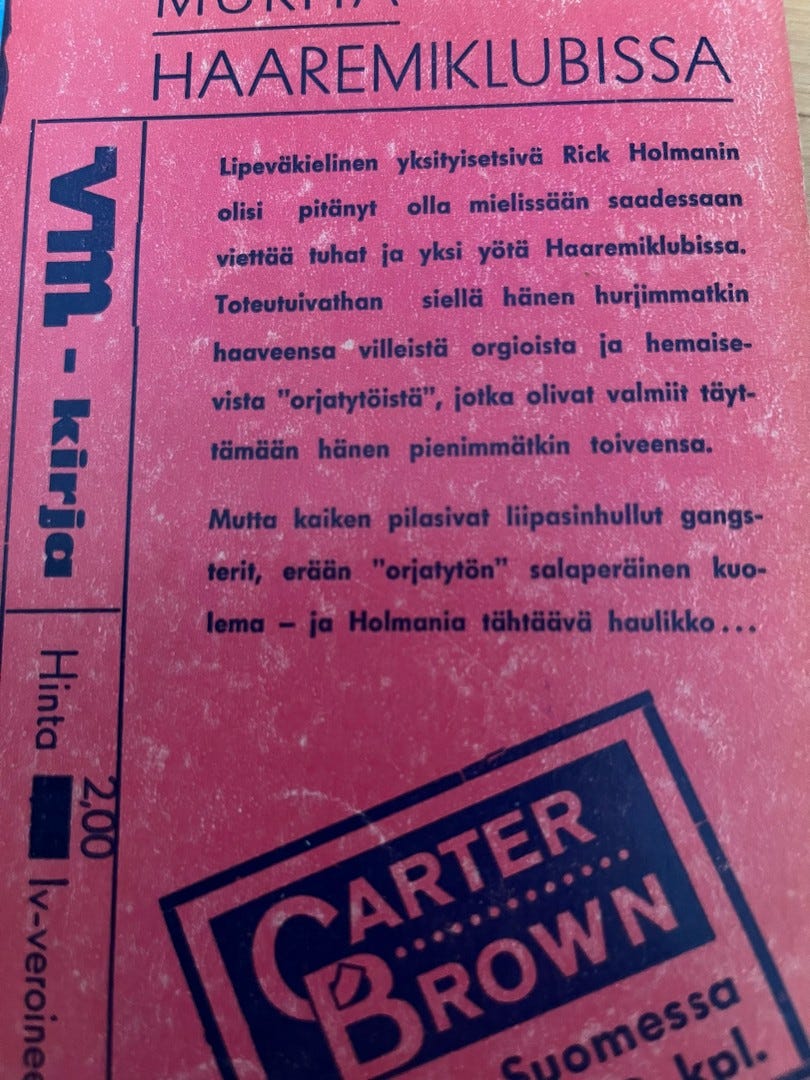 MURHA
HAAREMIKLUBISSA
Lipeväkielinen yksityisetsivä Rick Holmanin
olisi pitänyt olla mielissään saadessaan
viettää tuhat ja yksi yötä Haaremiklubissa.
Toteutuivathan siellä hänen hurjimmatkin
haaveensa villeistä orgioista ja hemaise-
vista "orjatytöistä", jotka olivat valmiit täyt-
tämään hänen pienimmätkin toiveensa.
Mutta kaiken pilasivat liipasinhullut gangs-
terit, erään "orjatytön" salaperäinen kuo-
lema – ja Holmania tähtäävä haulikko...
vm - kirja
Hinta 2,00 lv-veroinee
CARTER
BROWN
Suomessa
kpl.